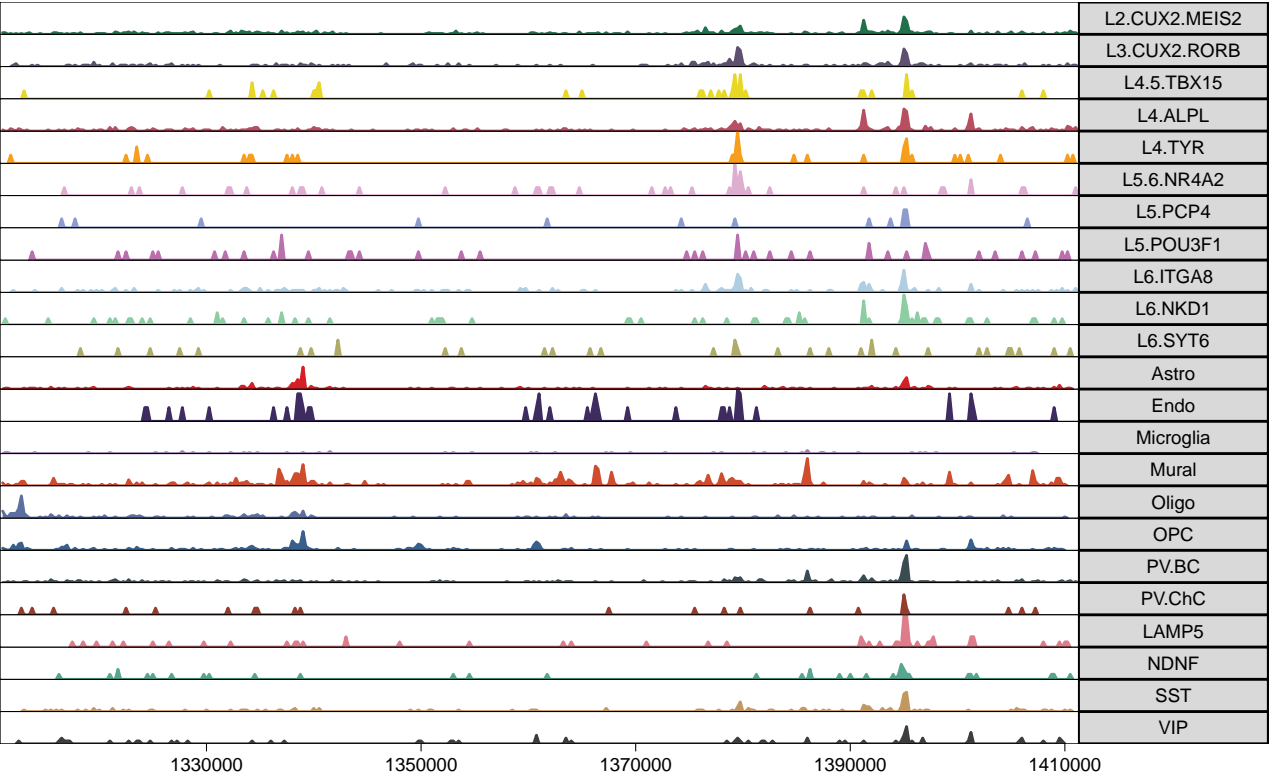 L2.CUX2.MEIS2
L3.CUX2.RORB
L4.5.TBX15
L4.ALPL
L4.TYR
L5.6.NR4A2
L5.PCP4
L5.POU3F1
L6.ITGA8
L6.NKD1
L6.SYT6
Astro
Endo
Microglia
Mural
Oligo
OPC
PV.BC
PV.ChC
LAMP5
NDNF
SST
VIP
1330000 1350000 1370000 1390000 1410000